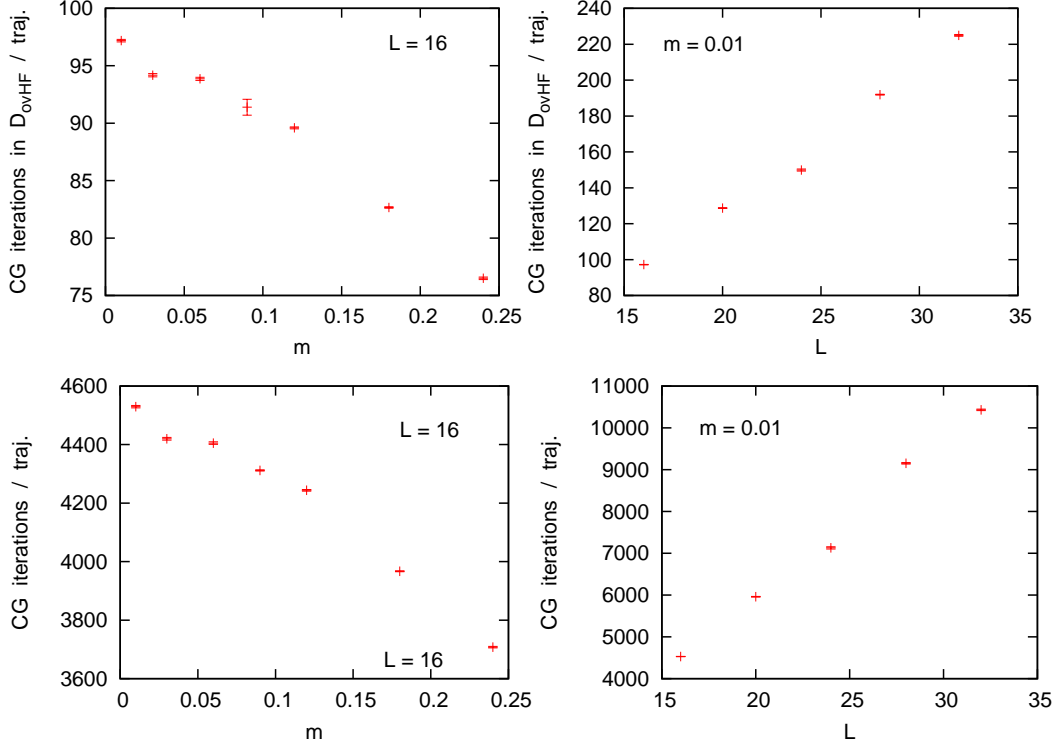 CG iterations in D_ovHF / traj.
100
95
90
85
80
75
L = 16
0 0.05 0.1 0.15 0.2 0.25
m
CG iterations in D_ovHF / traj.
240
220
200
180
160
140
120
100
80
m = 0.01
15 20 25 30 35
L
CG iterations / traj.
4600
4400
4200
4000
3800
3600
L = 16
L = 16
0 0.05 0.1 0.15 0.2 0.25
m
CG iterations / traj.
11000
10000
9000
8000
7000
6000
5000
4000
m = 0.01
15 20 25 30 35
L